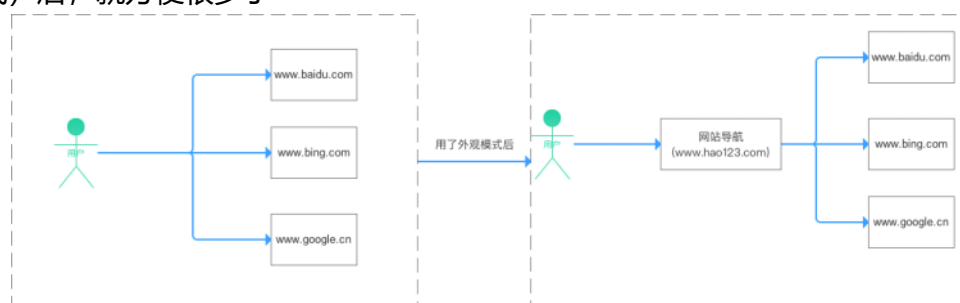 用户
www.baidu.com
www.bing.com
www.google.cn
用了外观模式后
用户
网站导航
(www.hao123.com)
www.baidu.com
www.bing.com
www.google.cn